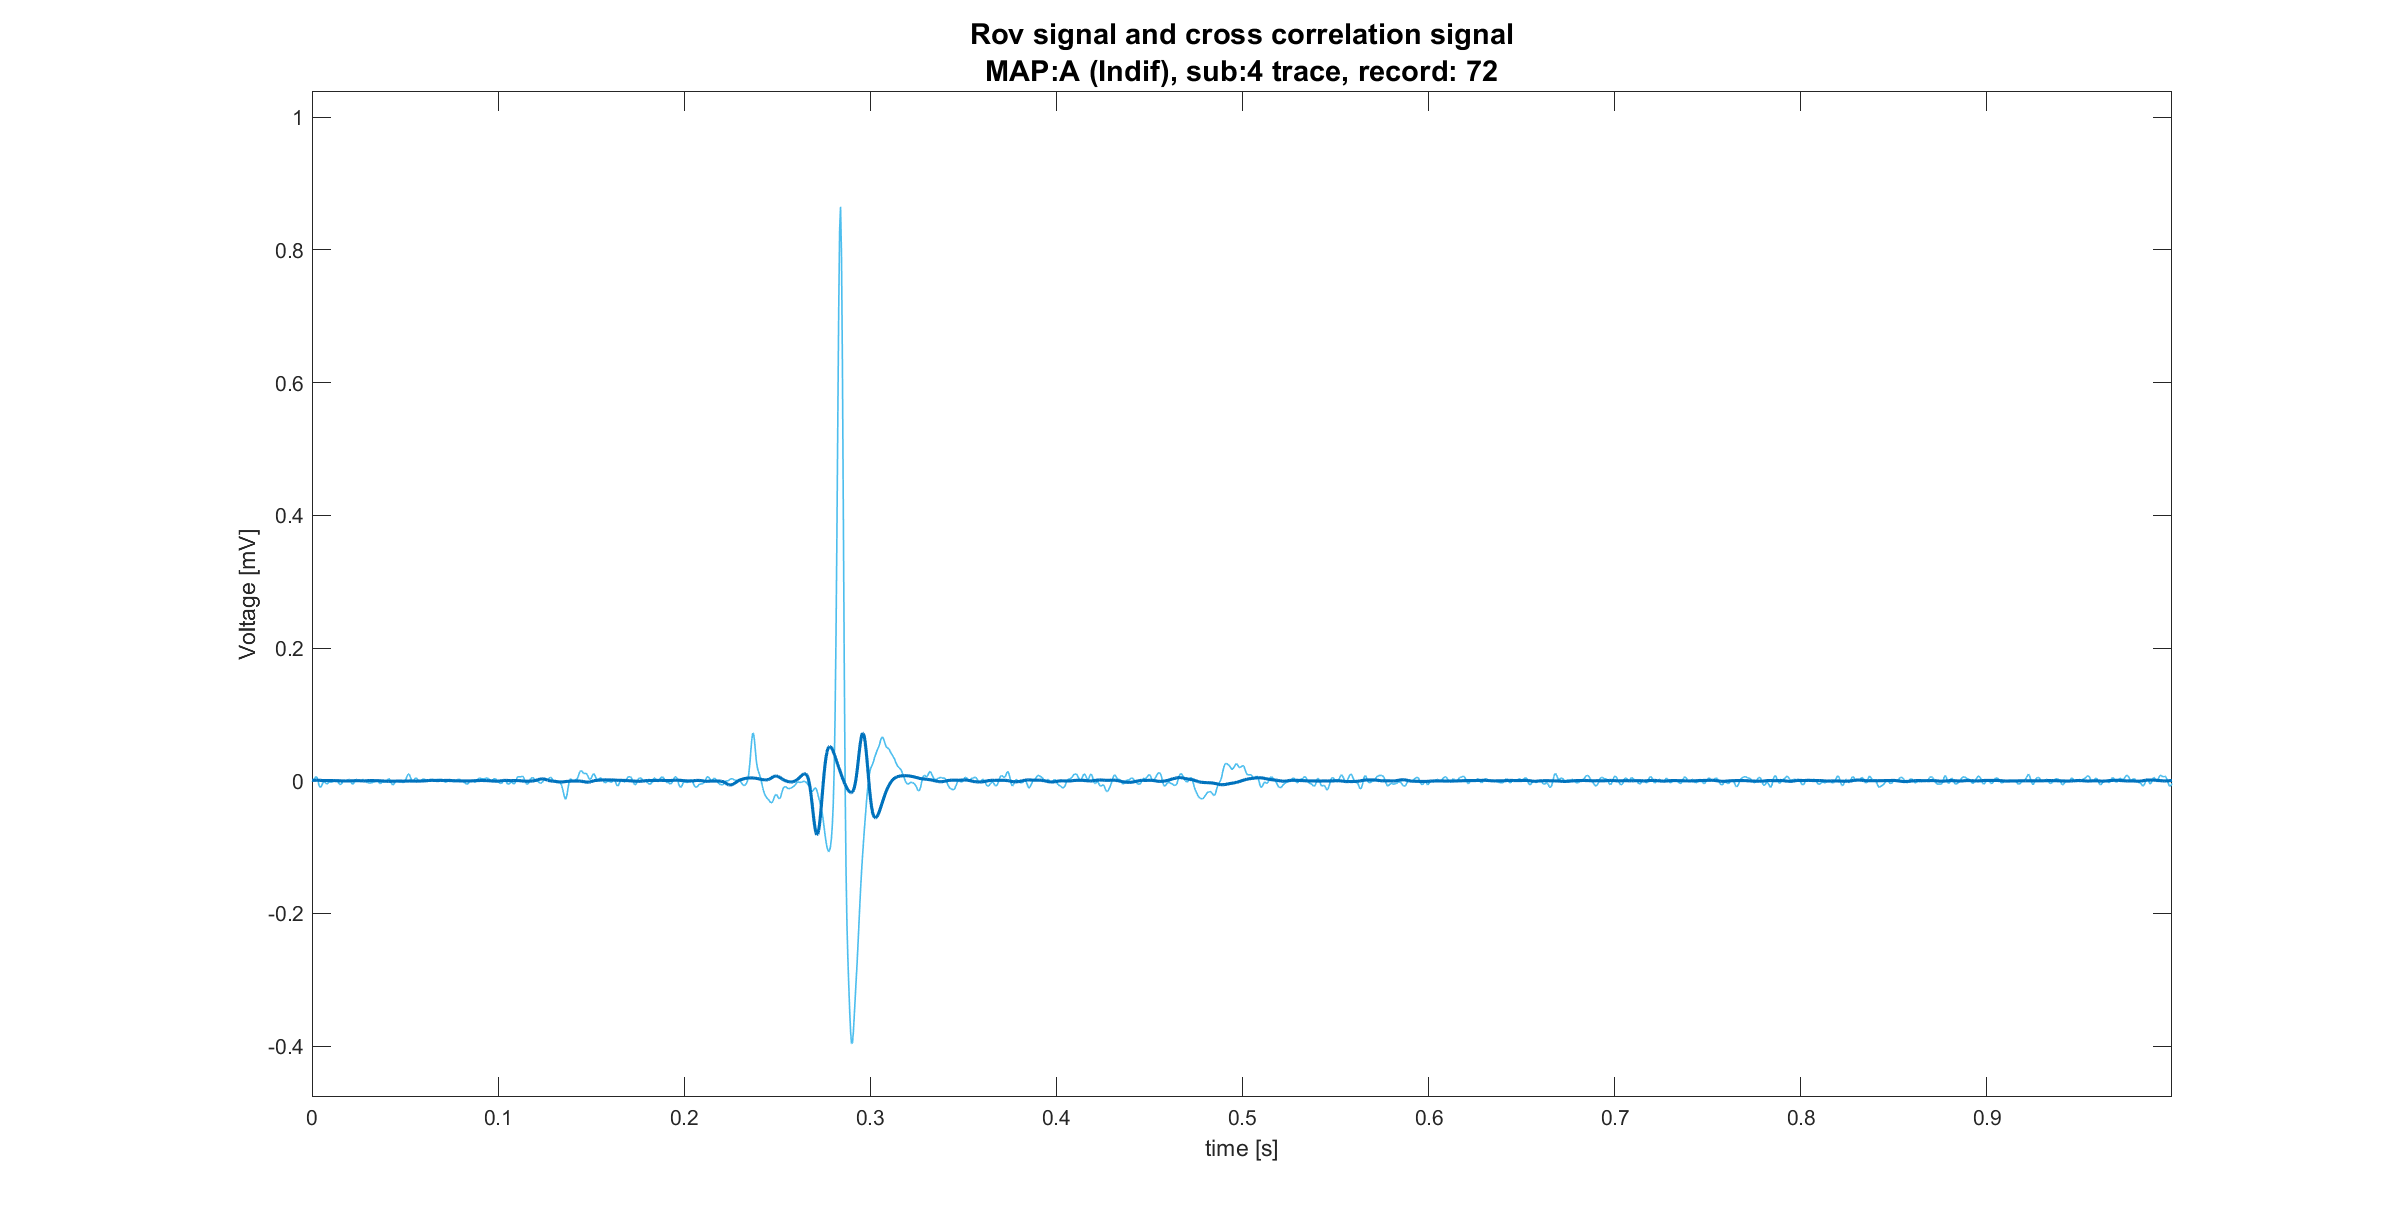 Rov signal and cross correlation signal
MAP:A (Indif), sub:4 trace, record: 72
1
0.8
0.6
0.4
0.2
0
-0.2
-0.4
Voltage [mV]
0 0.1 0.2 0.3 0.4 0.5 0.6 0.7 0.8 0.9
time [s]